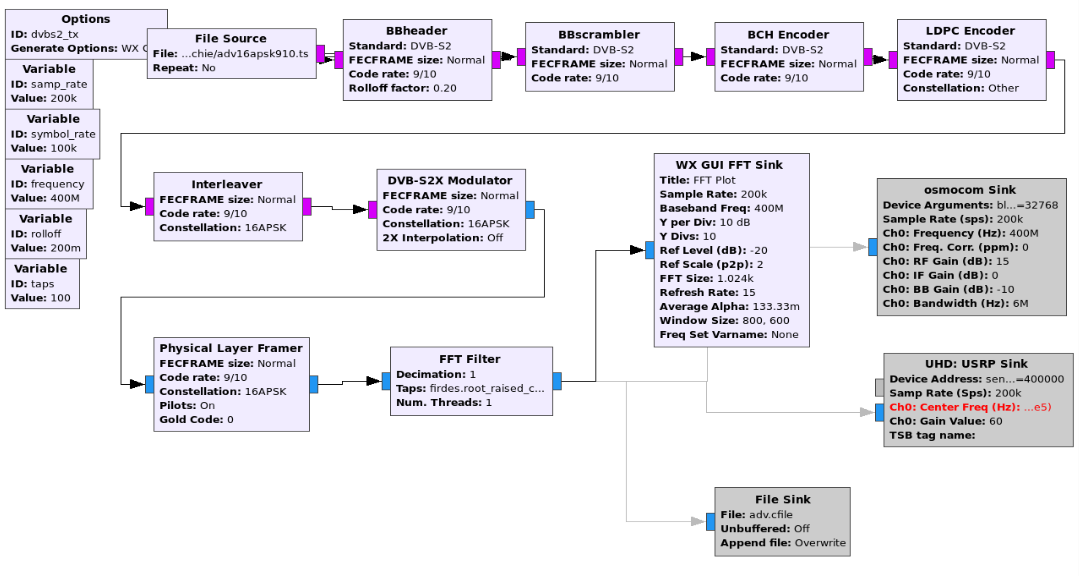 Options
ID: dvbs2_tx
Generate Options: WX G
Variable
ID: samp_rate
Value: 200k
Variable
ID: symbol_rate
Value: 100k
Variable
ID: frequency
Value: 400M
Variable
ID: rolloff
Value: 200m
Variable
ID: taps
Value: 100
File Source
File: ...chie/adv16apsk910.ts
Repeat: No
BBheader
Standard: DVB-S2
FECFRAME size: Normal
Code rate: 9/10
Rolloff factor: 0.20
BBscrambler
Standard: DVB-S2
FECFRAME size: Normal
Code rate: 9/10
BCH Encoder
Standard: DVB-S2
FECFRAME size: Normal
Code rate: 9/10
LDPC Encoder
Standard: DVB-S2
FECFRAME size: Normal
Code rate: 9/10
Constellation: Other
Interleaver
FECFRAME size: Normal
Code rate: 9/10
Constellation: 16APSK
DVB-S2X Modulator
FECFRAME size: Normal
Code rate: 9/10
Constellation: 16APSK
2X Interpolation: Off
WX GUI FFT Sink
Title: FFT Plot
Sample Rate: 200k
Baseband Freq: 400M
Y per Div: 10 dB
Y Divs: 10
Ref Level (dB): -20
Ref Scale (p2p): 2
FFT Size: 1.024k
Refresh Rate: 15
Average Alpha: 133.33m
Window Size: 800, 600
Freq Set Varname: None
osmocom Sink
Device Arguments: bl...=32768
Sample Rate (sps): 200k
Ch0: Frequency (Hz): 400M
Ch0: Freq. Corr. (ppm): 0
Ch0: RF Gain (dB): 15
Ch0: IF Gain (dB): 0
Ch0: BB Gain (dB): -10
Ch0: Bandwidth (Hz): 6M
Physical Layer Framer
FECFRAME size: Normal
Code rate: 9/10
Constellation: 16APSK
Pilots: On
Gold Code: 0
FFT Filter
Decimation: 1
Taps: firdes.root_raised_c...
Num. Threads: 1
UHD: USRP Sink
Device Address: sen...=400000
Samp Rate (Sps): 200k
Ch0: Center Freq (Hz): ...e5)
Ch0: Gain Value: 60
TSB tag name:
File Sink
File: adv.cfile
Unbuffered: Off
Append file: Overwrite